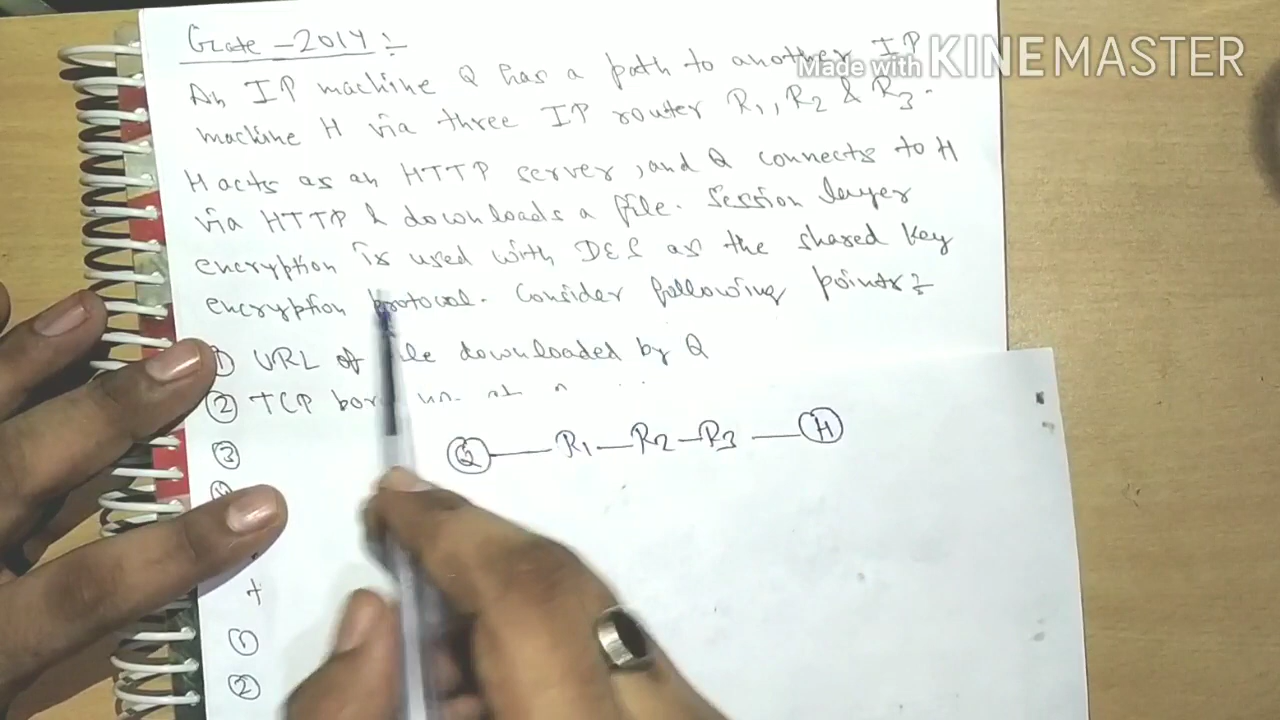 Gate - 2014 :-
An IP machine Q has a path to another IP
Made with KINEMASTER
machine H via three IP router R1, R2 & R3.
H acts as an HTTP server, and Q connects to H
via HTTP & downloads a file. Session layer
encryption is used with DES as the shared key
encryption protocol. Consider following points:
① URL of file downloaded by Q
② TCP
③
Q — R1 — R2 — R3 — H
①
②